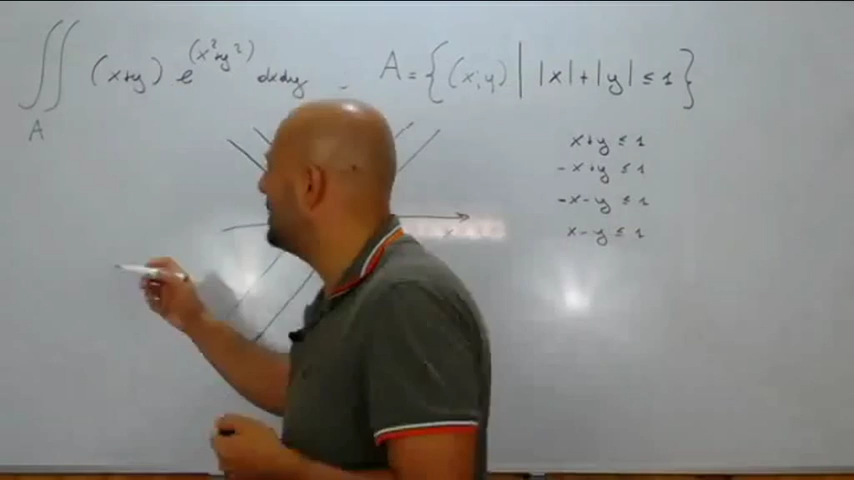 ∬_A (x+y) e^(x²+y²) dxdy . A = {(x;y) | |x|+|y| ≤ 1}
x+y ≤ 1
-x+y ≤ 1
-x-y ≤ 1
x-y ≤ 1
x